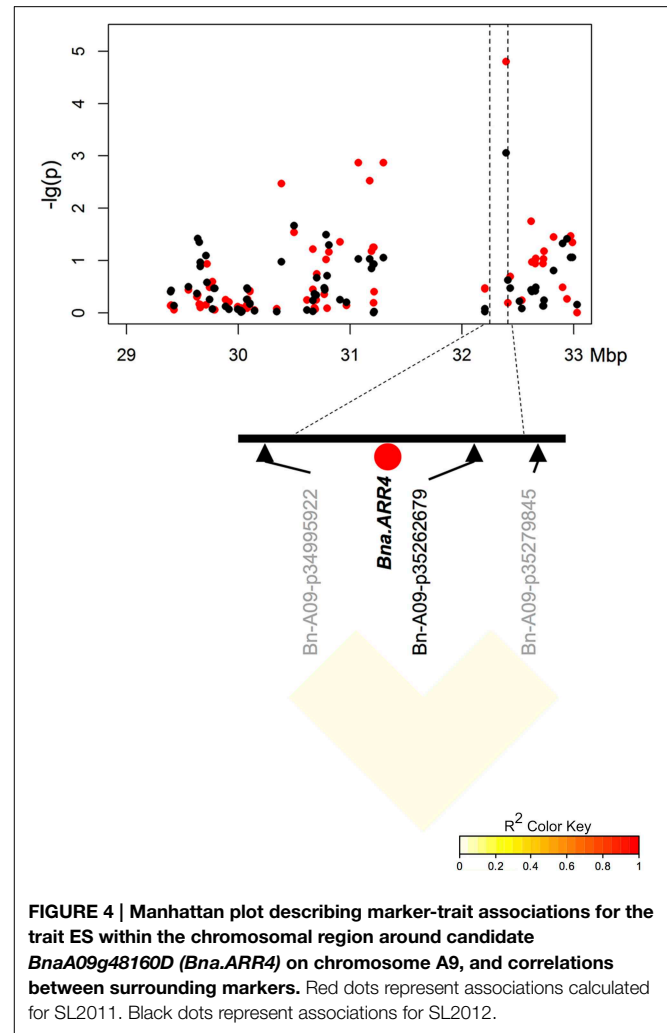 5
4
3
2
1
0
-lg(p)
29 30 31 32 33 Mbp
Bn-A09-p34995922
Bna.ARR4
Bn-A09-p35262679
Bn-A09-p35279845
R2 Color Key
0 0.2 0.4 0.6 0.8 1
FIGURE 4 | Manhattan plot describing marker-trait associations for the
trait ES within the chromosomal region around candidate
BnaA09g48160D (Bna.ARR4) on chromosome A9, and correlations
between surrounding markers. Red dots represent associations calculated
for SL2011. Black dots represent associations for SL2012.